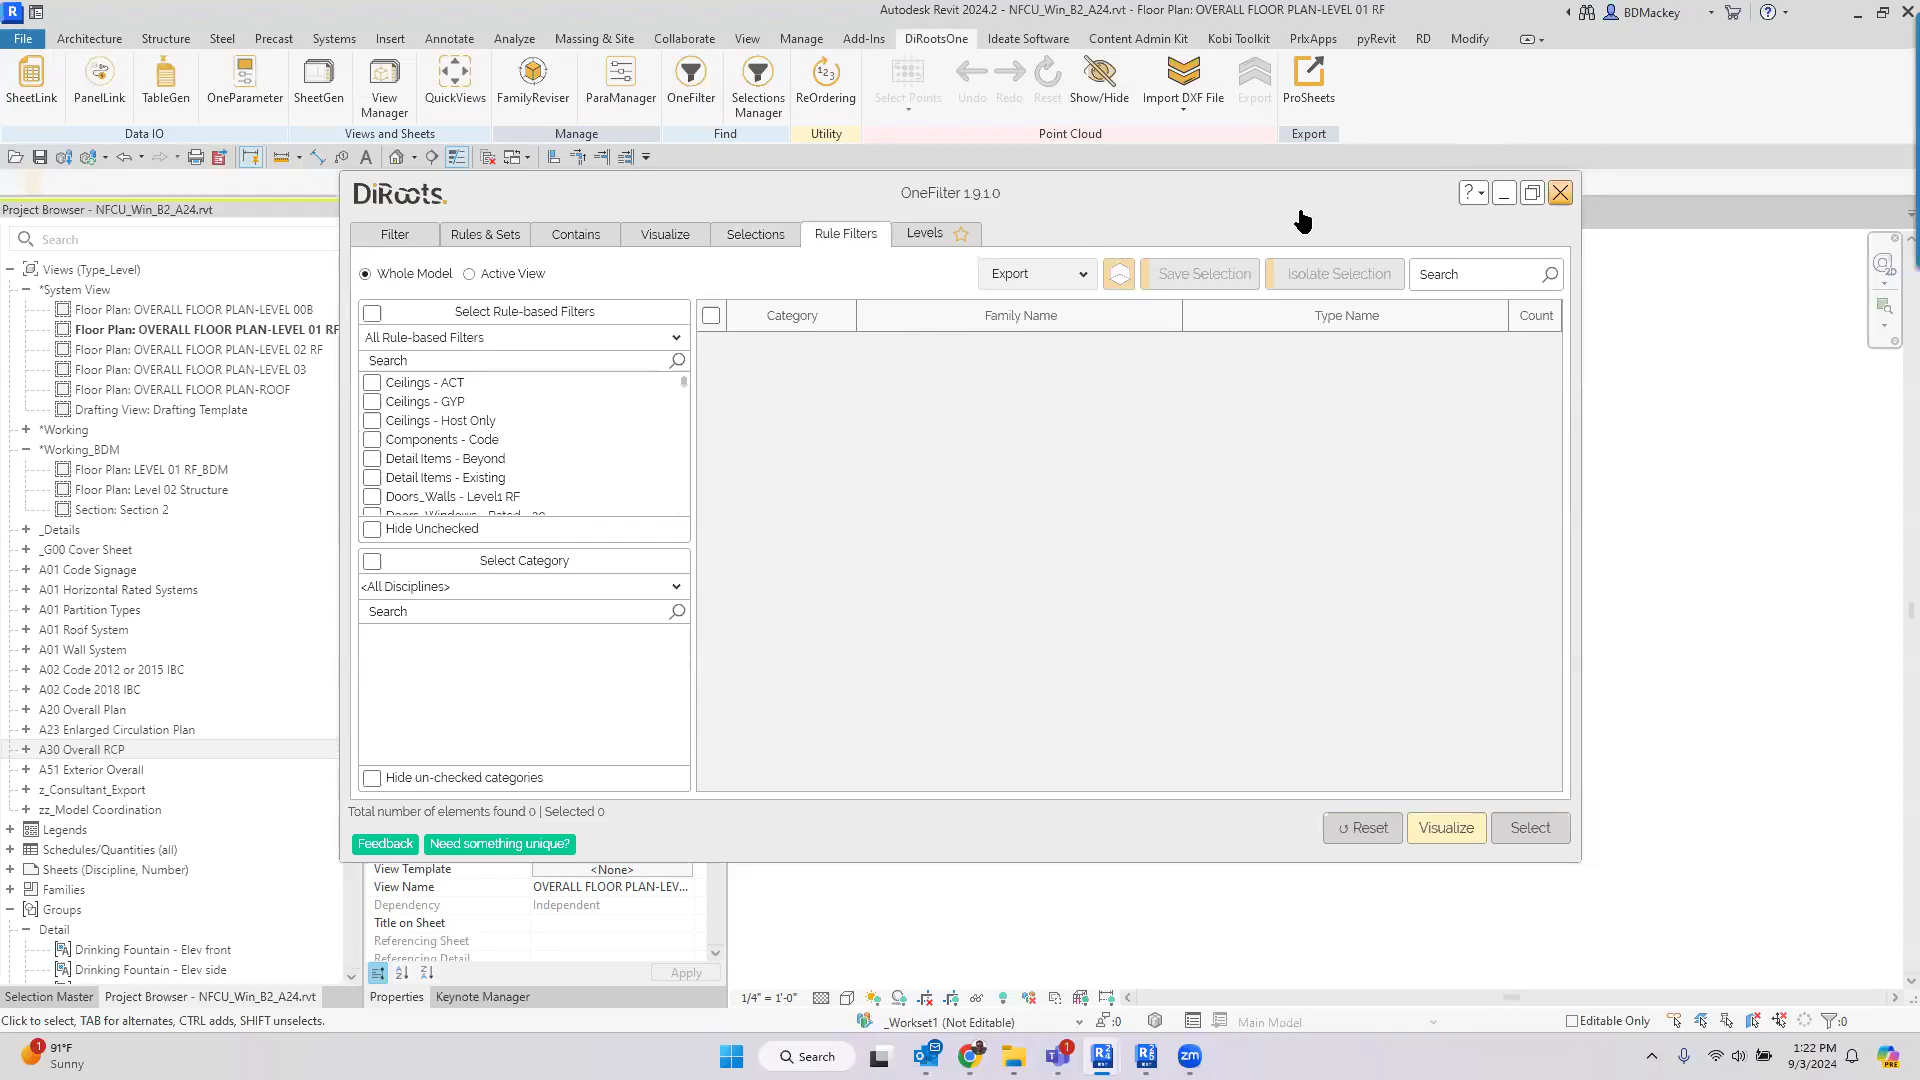 Autodesk Revit 2024.2 - NFCU_Win_B2_A24.rvt - Floor Plan: OVERALL FLOOR PLAN-LEVEL 01 RF
BDMackey
File Architecture Structure Steel Precast Systems Insert Annotate Analyze Massing & Site Collaborate View Manage Add-Ins DiRootsOne Ideate Software Content Admin Kit Kobi Toolkit PrlxApps pyRevit RD Modify
SheetLink PanelLink TableGen OneParameter SheetGen View Manager QuickViews FamilyReviser ParaManager OneFilter Selections Manager ReOrdering Select Points Undo Redo Reset Show/Hide Import DXF File Export ProSheets
Data IO Views and Sheets Manage Find Utility Point Cloud Export
Project Browser - NFCU_Win_B2_A24.rvt
Search
Views (Type_Level)
*System View
Floor Plan: OVERALL FLOOR PLAN-LEVEL 00B
Floor Plan: OVERALL FLOOR PLAN-LEVEL 01 RF
Floor Plan: OVERALL FLOOR PLAN-LEVEL 02 RF
Floor Plan: OVERALL FLOOR PLAN-LEVEL 03
Floor Plan: OVERALL FLOOR PLAN-ROOF
Drafting View: Drafting Template
*Working
*Working_BDM
Floor Plan: LEVEL 01 RF_BDM
Floor Plan: Level 02 Structure
Section: Section 2
_Details
_G00 Cover Sheet
A01 Code Signage
A01 Horizontal Rated Systems
A01 Partition Types
A01 Roof System
A01 Wall System
A02 Code 2012 or 2015 IBC
A02 Code 2018 IBC
A20 Overall Plan
A23 Enlarged Circulation Plan
A30 Overall RCP
A51 Exterior Overall
z_Consultant_Export
zz_Model Coordination
Legends
Schedules/Quantities (all)
Sheets (Discipline, Number)
Families
Groups
Detail
Drinking Fountain - Elev front
Drinking Fountain - Elev side
DiRoots.
OneFilter 1.9.1.0
Filter Rules & Sets Contains Visualize Selections Rule Filters Levels
Whole Model Active View
Export Save Selection Isolate Selection Search
Select Rule-based Filters
All Rule-based Filters
Search
Ceilings - ACT
Ceilings - GYP
Ceilings - Host Only
Components - Code
Detail Items - Beyond
Detail Items - Existing
Doors_Walls - Level1 RF
Hide Unchecked
Select Category
<All Disciplines>
Search
Hide un-checked categories
Category Family Name Type Name Count
Total number of elements found 0 | Selected 0
Feedback Need something unique?
Reset Visualize Select
View Template <None>
View Name OVERALL FLOOR PLAN-LEV...
Dependency Independent
Title on Sheet
Referencing Sheet
Referencing Detail
Apply
Selection Master Project Browser - NFCU_Win_B2_A24.rvt Properties Keynote Manager
1/4" = 1'-0"
Click to select, TAB for alternates, CTRL adds, SHIFT unselects.
_Workset1 (Not Editable) :0 Main Model Editable Only :0
91°F
Sunny
Search
1:22 PM
9/3/2024